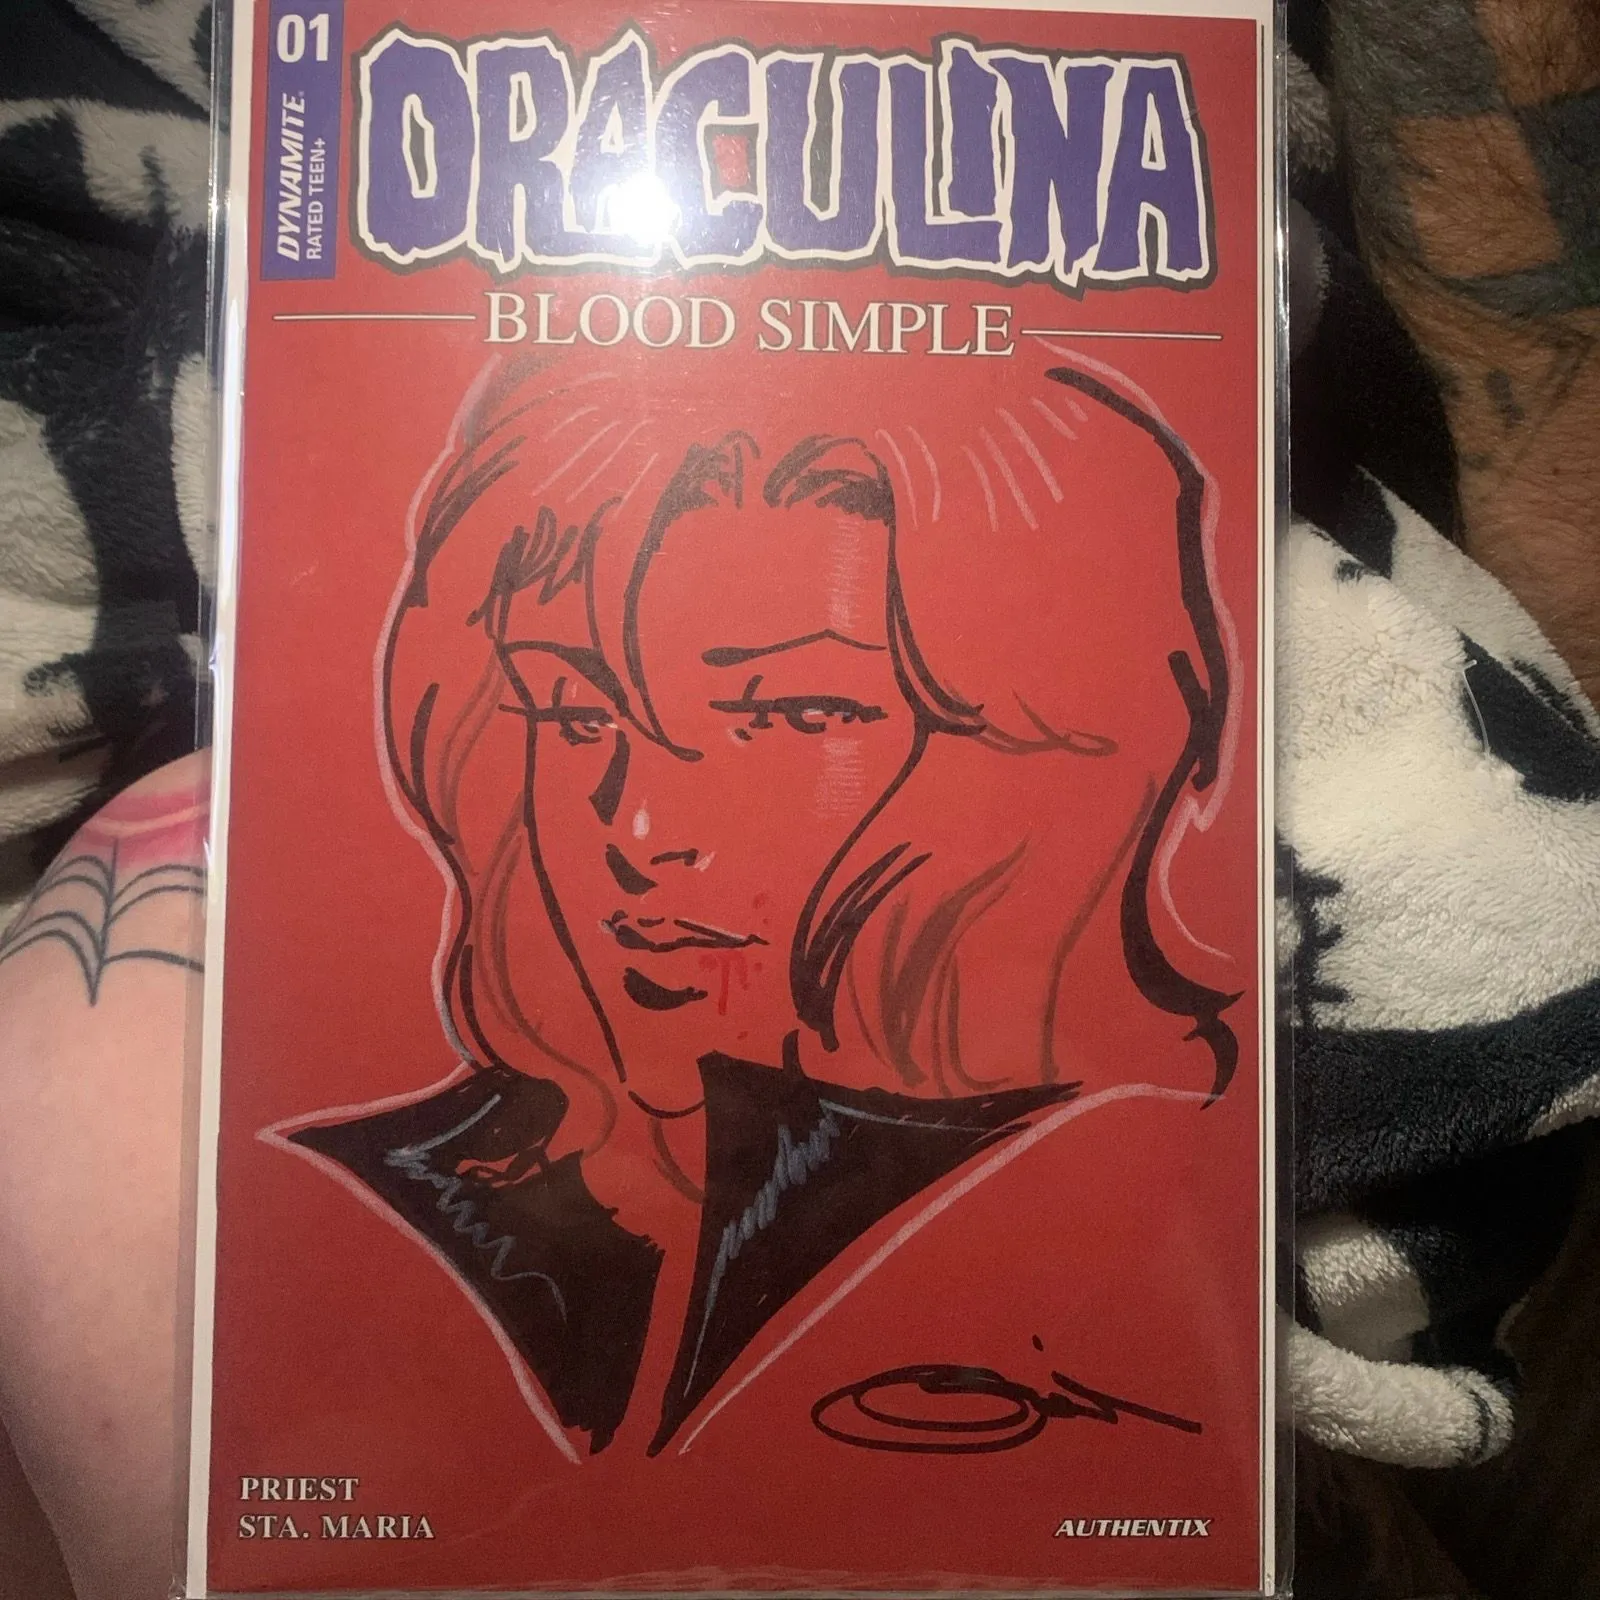 01
DYNAMITE®
RATED TEEN+
DRACULINA
BLOOD SIMPLE
PRIEST
STA. MARIA
AUTHENTIX